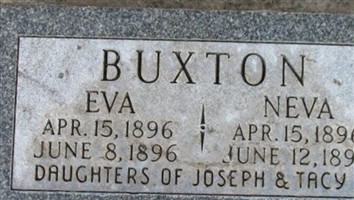 BUXTON
EVA NEVA
APR. 15, 1896 APR. 15, 189
JUNE 8, 1896 JUNE 12, 189
DAUGHTERS OF JOSEPH & TACY